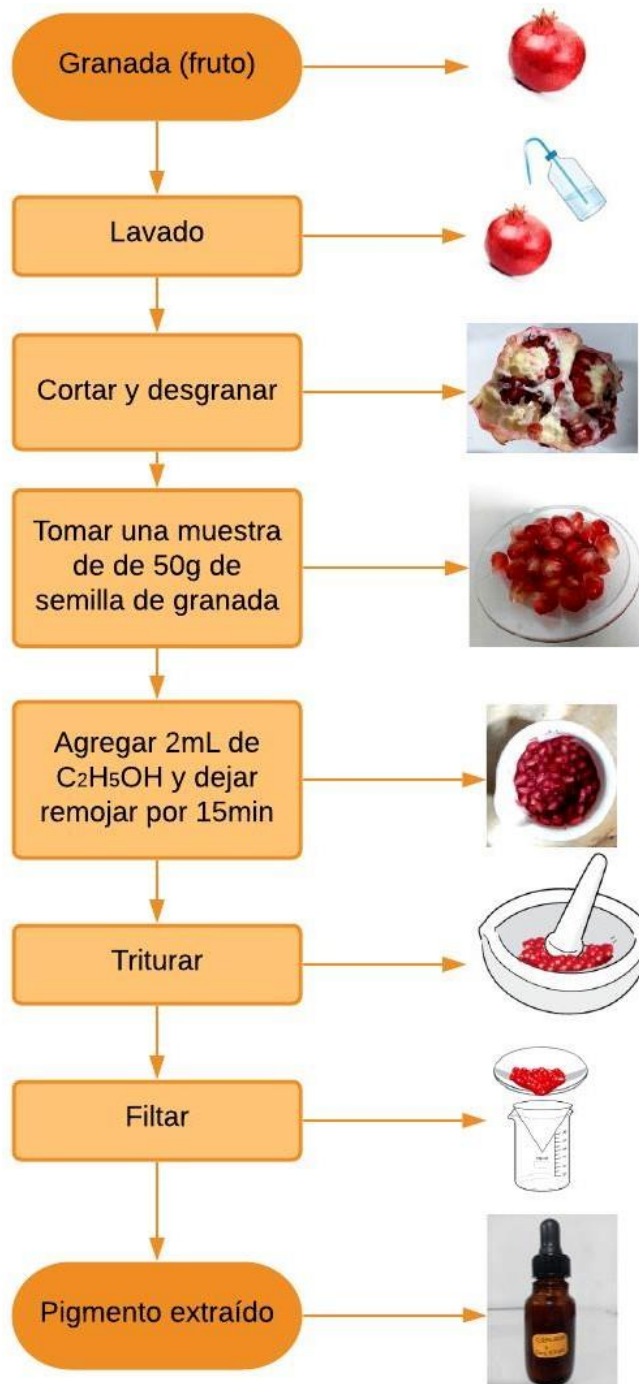 Granada (fruto)
Lavado
Cortar y desgranar
Tomar una muestra
de de 50g de
semilla de granada
Agregar 2mL de
C₂H₅OH y dejar
remojar por 15min
Triturar
Filtar
Pigmento extraído